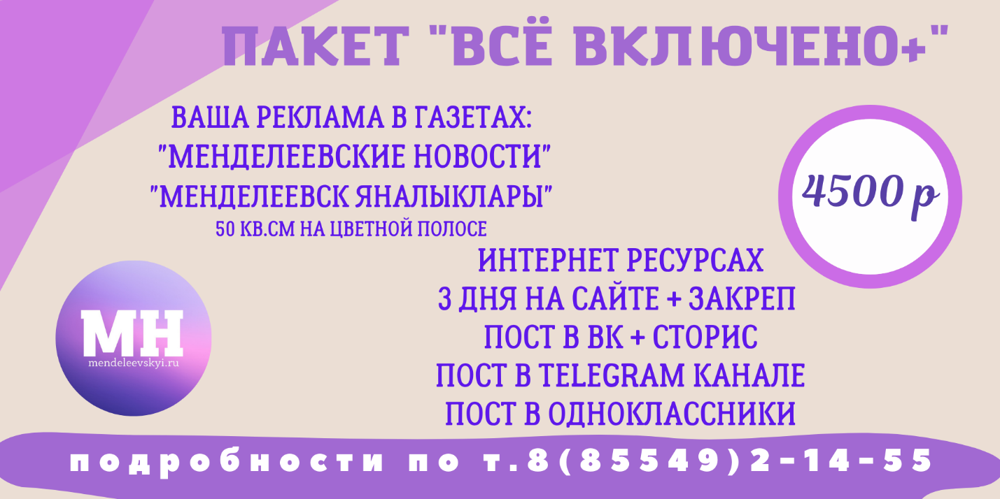 ПАКЕТ "ВСЁ ВКЛЮЧЕНО+"
ВАША РЕКЛАМА В ГАЗЕТАХ:
"МЕНДЕЛЕЕВСКИЕ НОВОСТИ"
"МЕНДЕЛЕЕВСК ЯНАЛЫКЛАРЫ"
50 КВ.СМ НА ЦВЕТНОЙ ПОЛОСЕ
4500 р
ИНТЕРНЕТ РЕСУРСАХ
3 ДНЯ НА САЙТЕ + ЗАКРЕП
ПОСТ В ВК + СТОРИС
ПОСТ В TELEGRAM КАНАЛЕ
ПОСТ В ОДНОКЛАССНИКИ
МН
mendeleevskyi.ru
подробности по т.8(85549)2-14-55